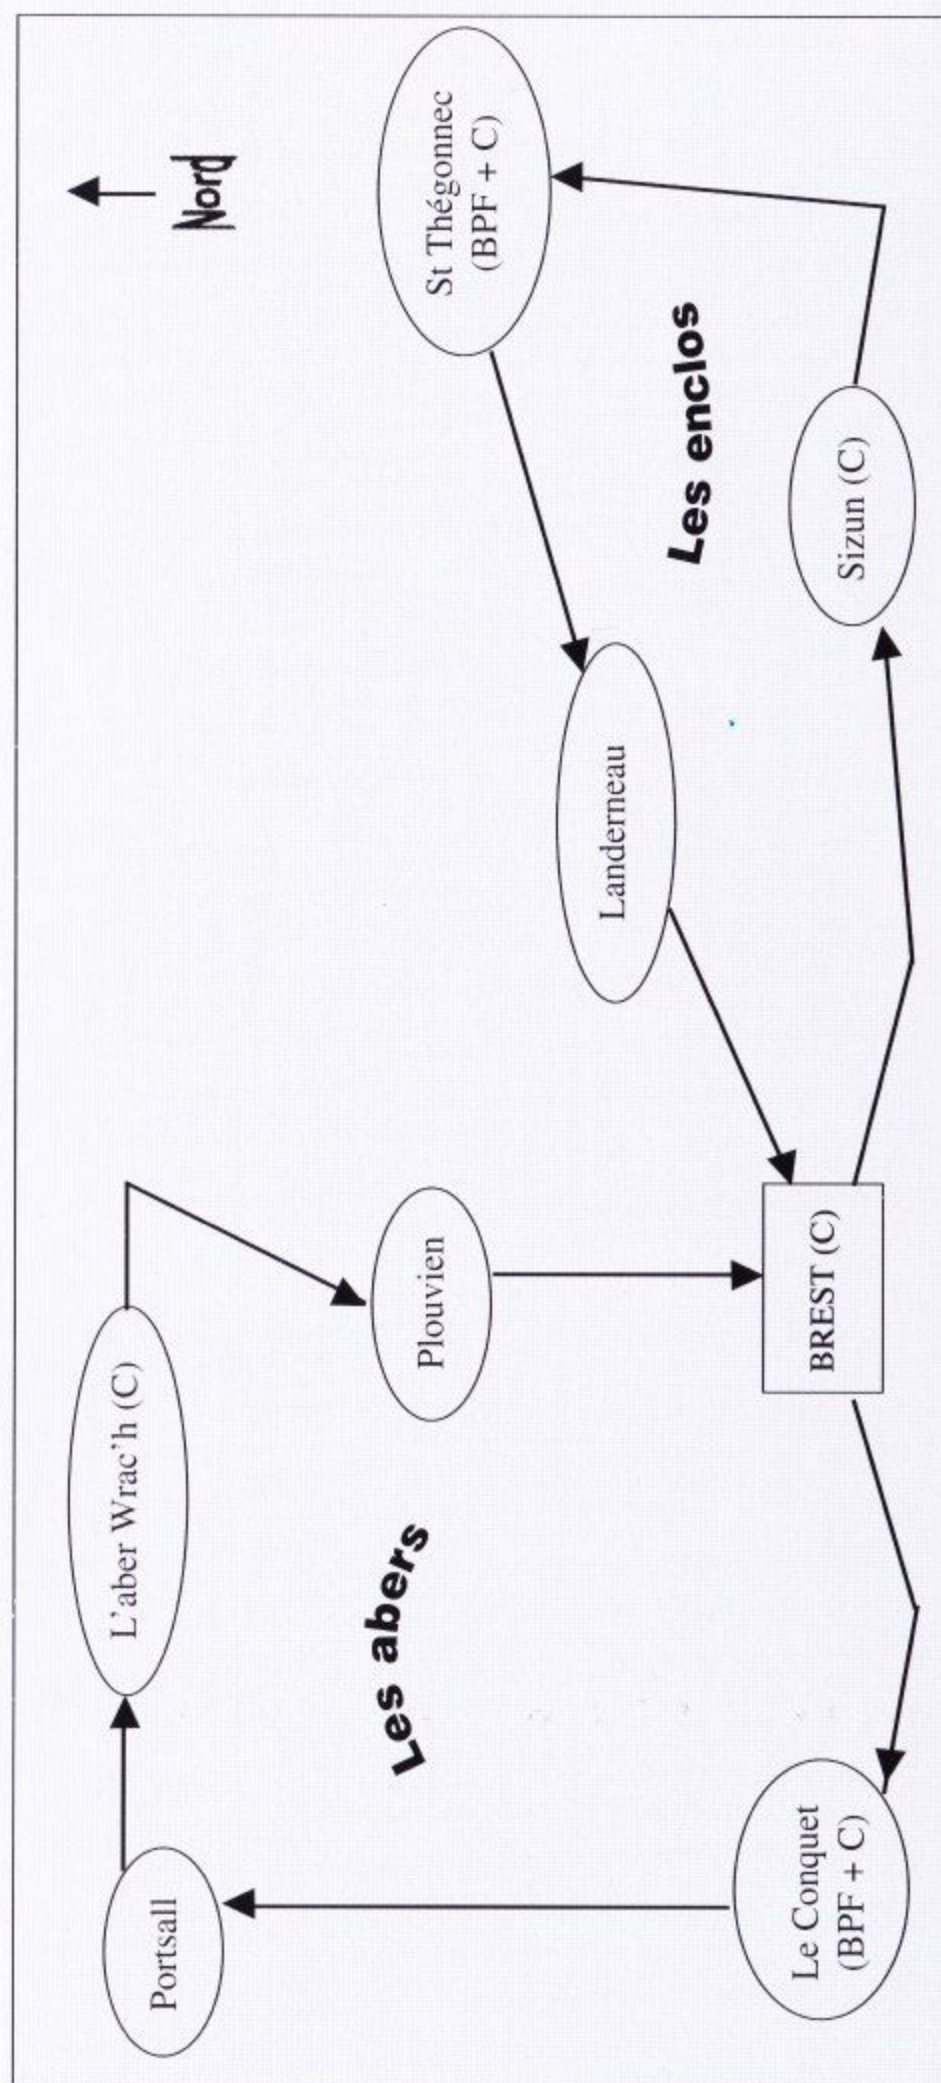 Nord
St Thégonnec
(BPF + C)
Les enclos
Sizun (C)
Landerneau
L'aber Wrac'h (C)
Plouvien
BREST (C)
Les abers
Portsall
Le Conquet
(BPF + C)